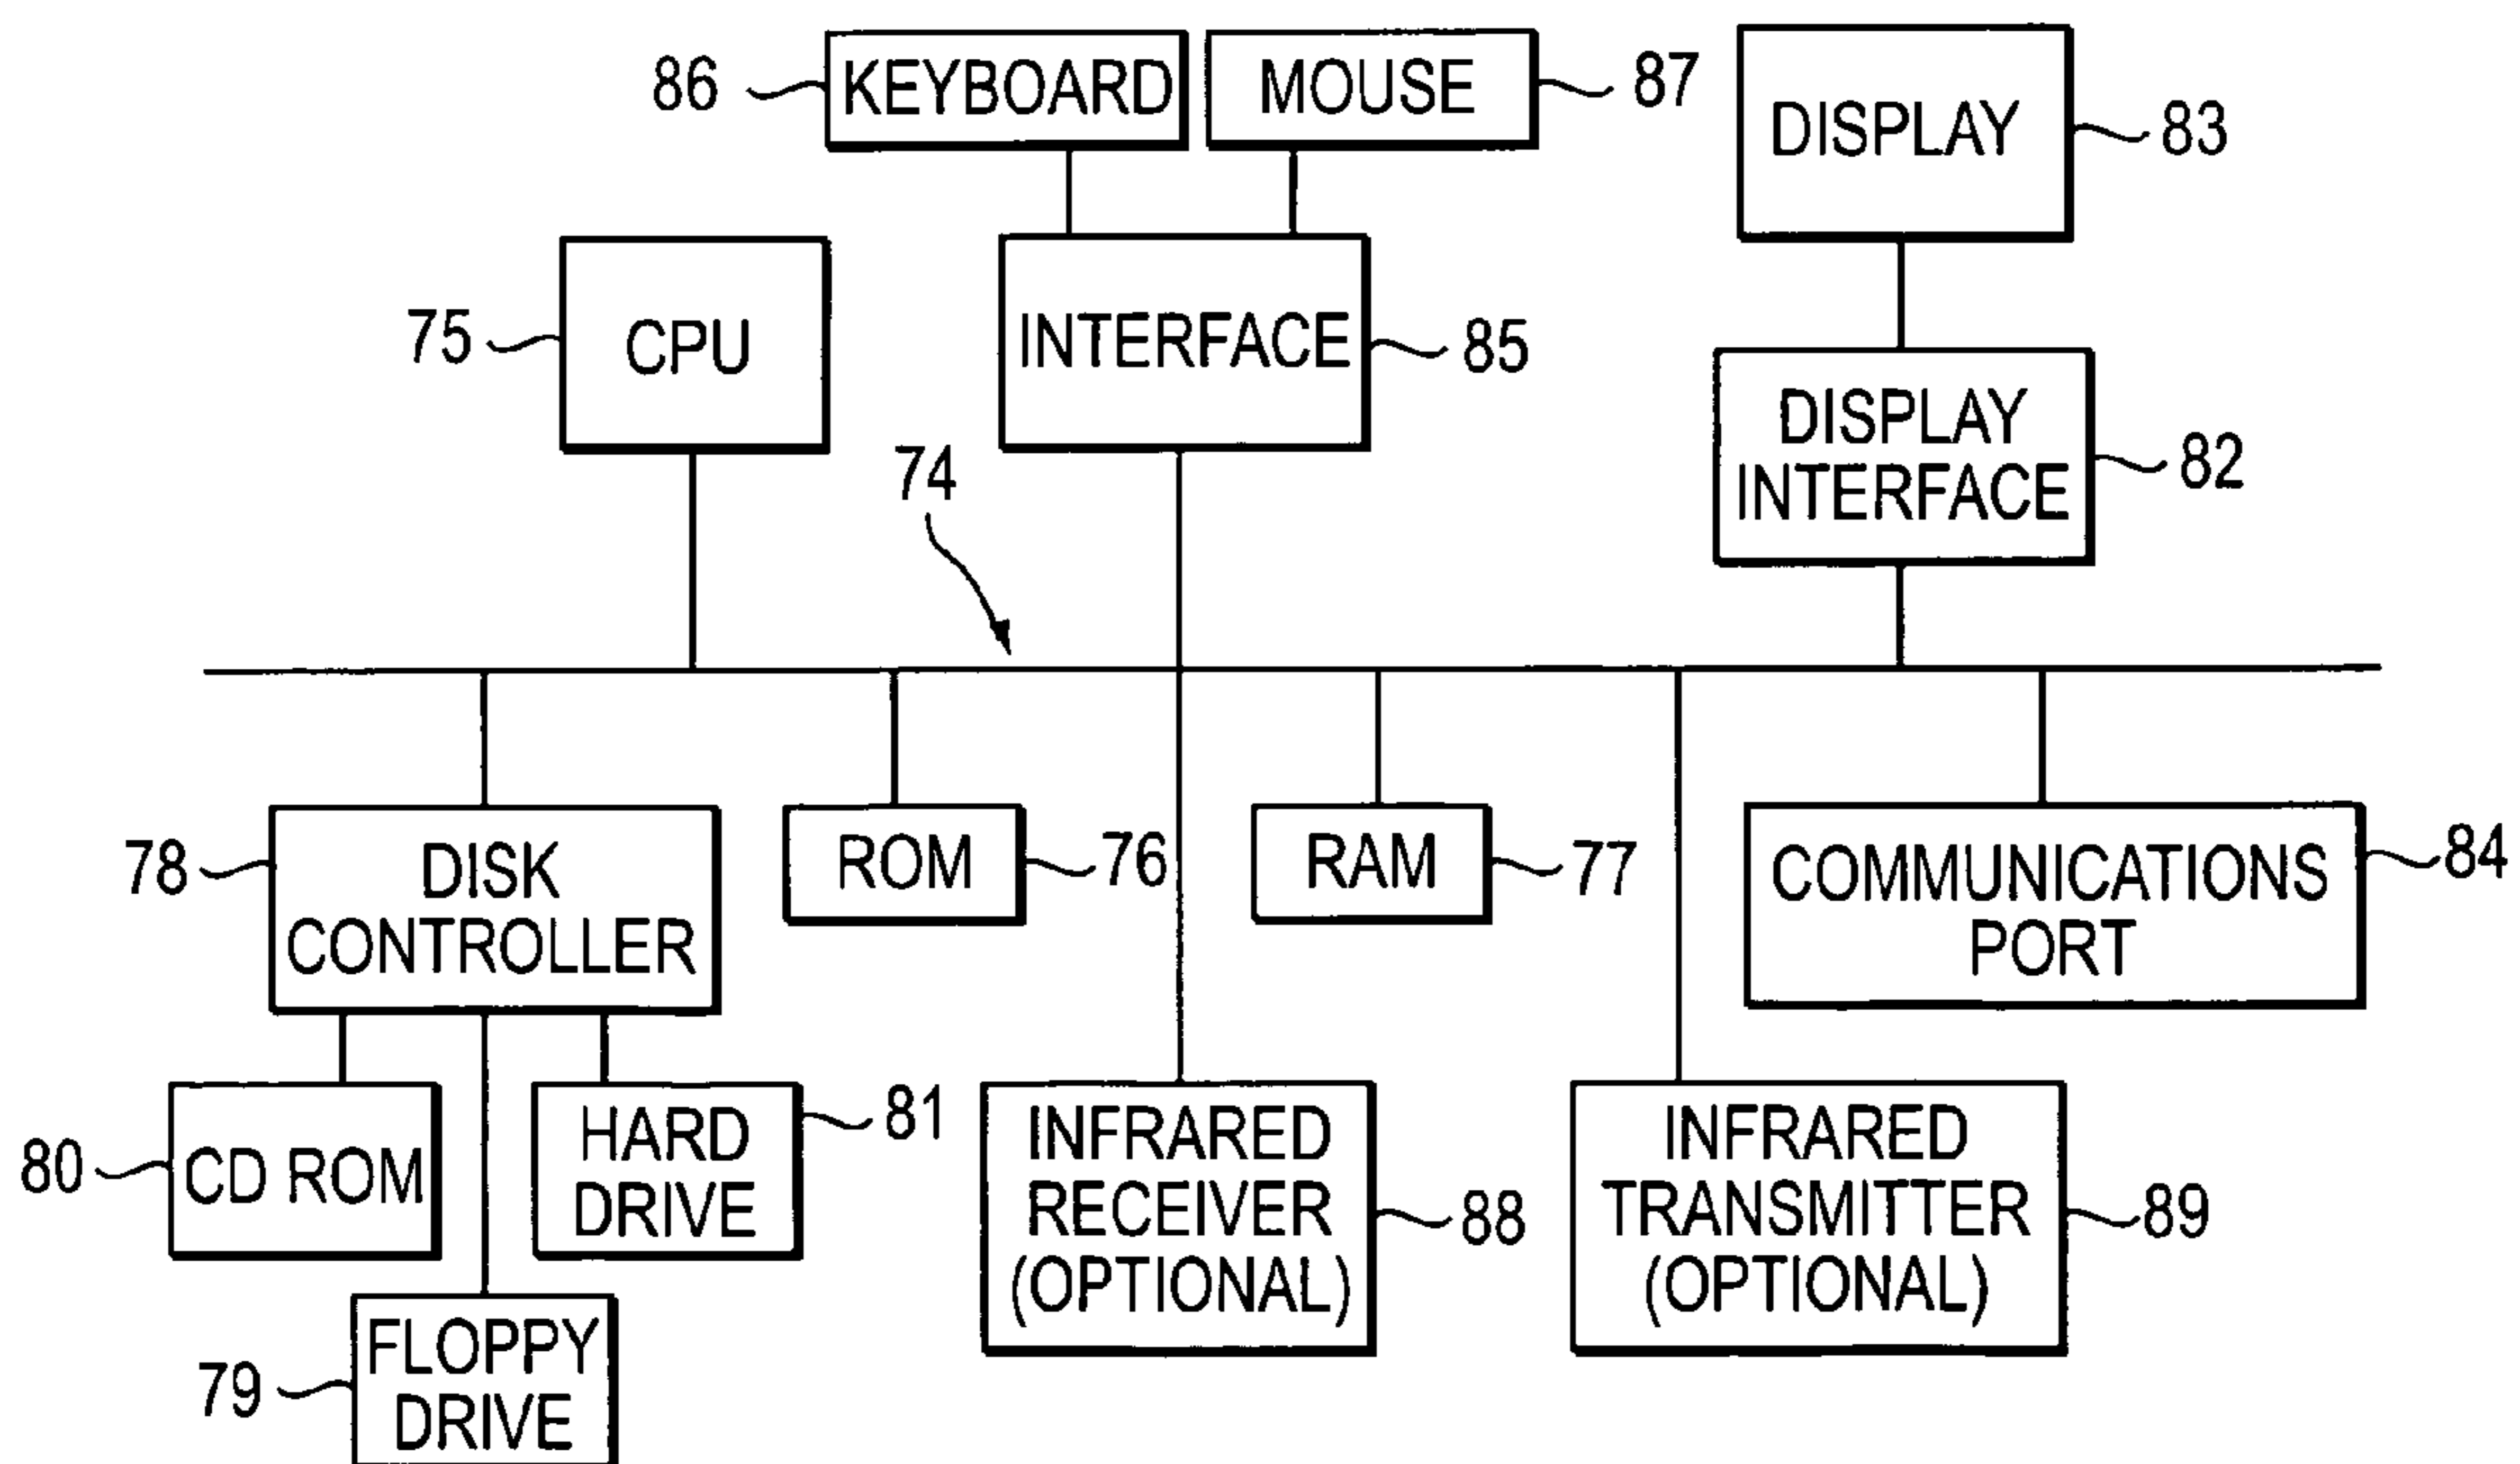 86
KEYBOARD
MOUSE
87
DISPLAY
83
75
CPU
INTERFACE
85
DISPLAY
INTERFACE
82
74
78
DISK
CONTROLLER
ROM
76
RAM
77
COMMUNICATIONS
PORT
84
80
CD ROM
HARD
DRIVE
81
INFRARED
RECEIVER
(OPTIONAL)
88
INFRARED
TRANSMITTER
(OPTIONAL)
89
79
FLOPPY
DRIVE